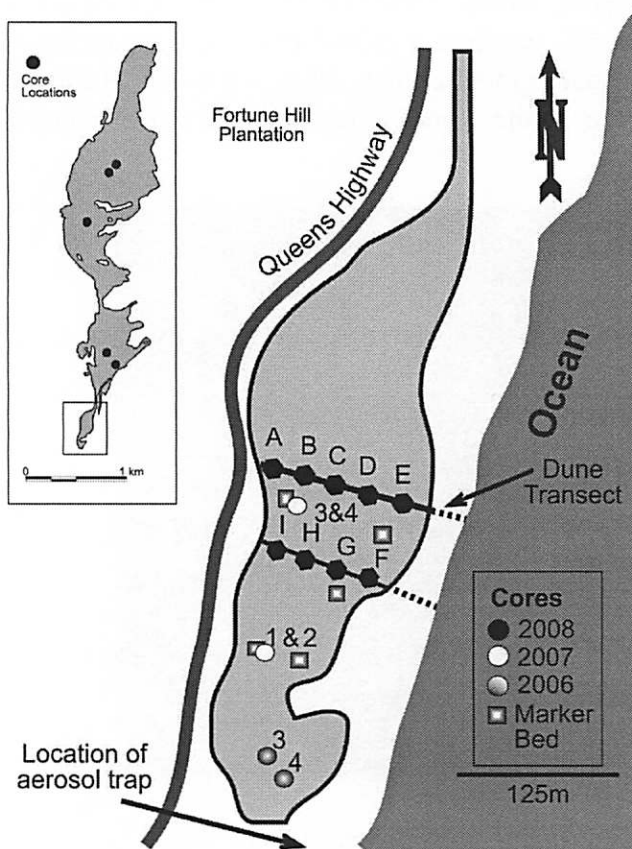 Core
Locations
0 1 km
Fortune Hill
Plantation
Queens Highway
N
Ocean
A B C D E
Dune
Transect
3&4
I H G F
1 & 2
3
4
Cores
2008
2007
2006
Marker
Bed
125m
Location of
aerosol trap